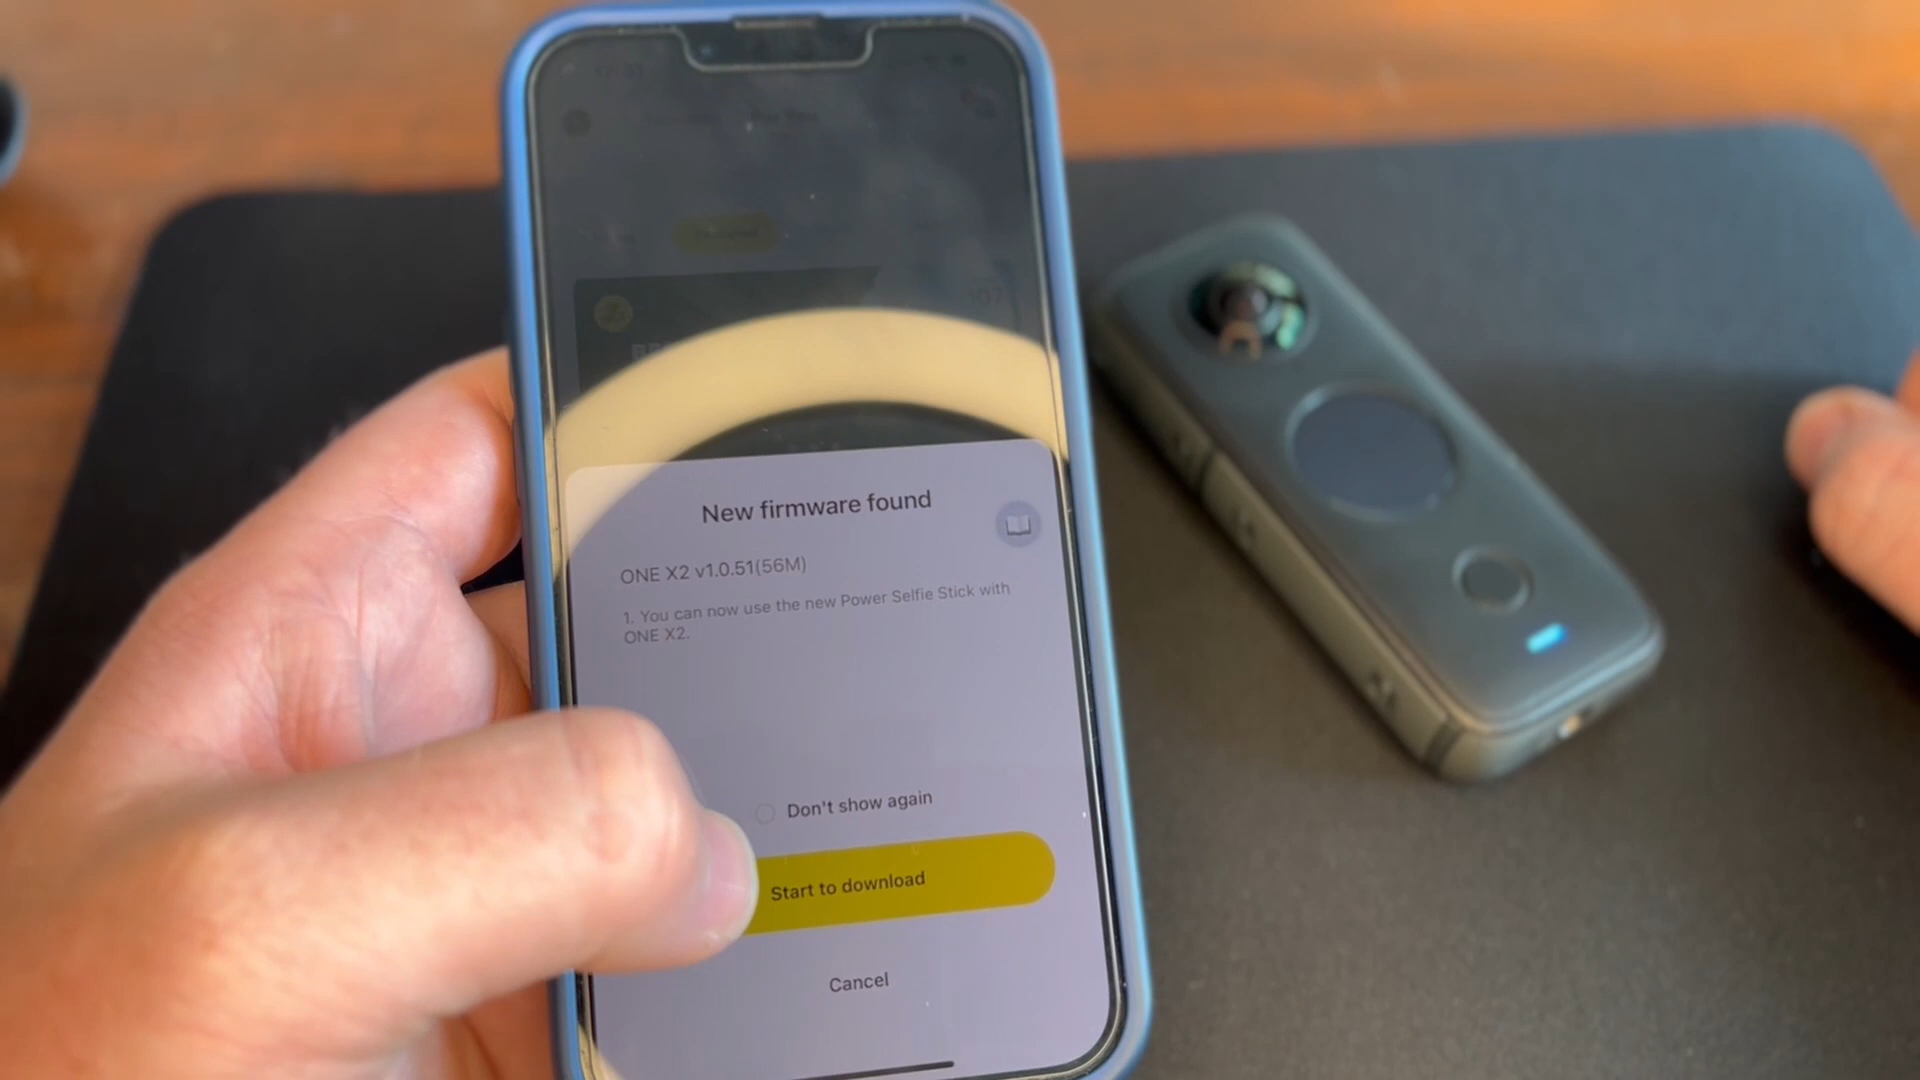 New firmware found
ONE X2 v1.0.51(56M)
1. You can now use the new Power Selfie Stick with
ONE X2.
Don't show again
Start to download
Cancel